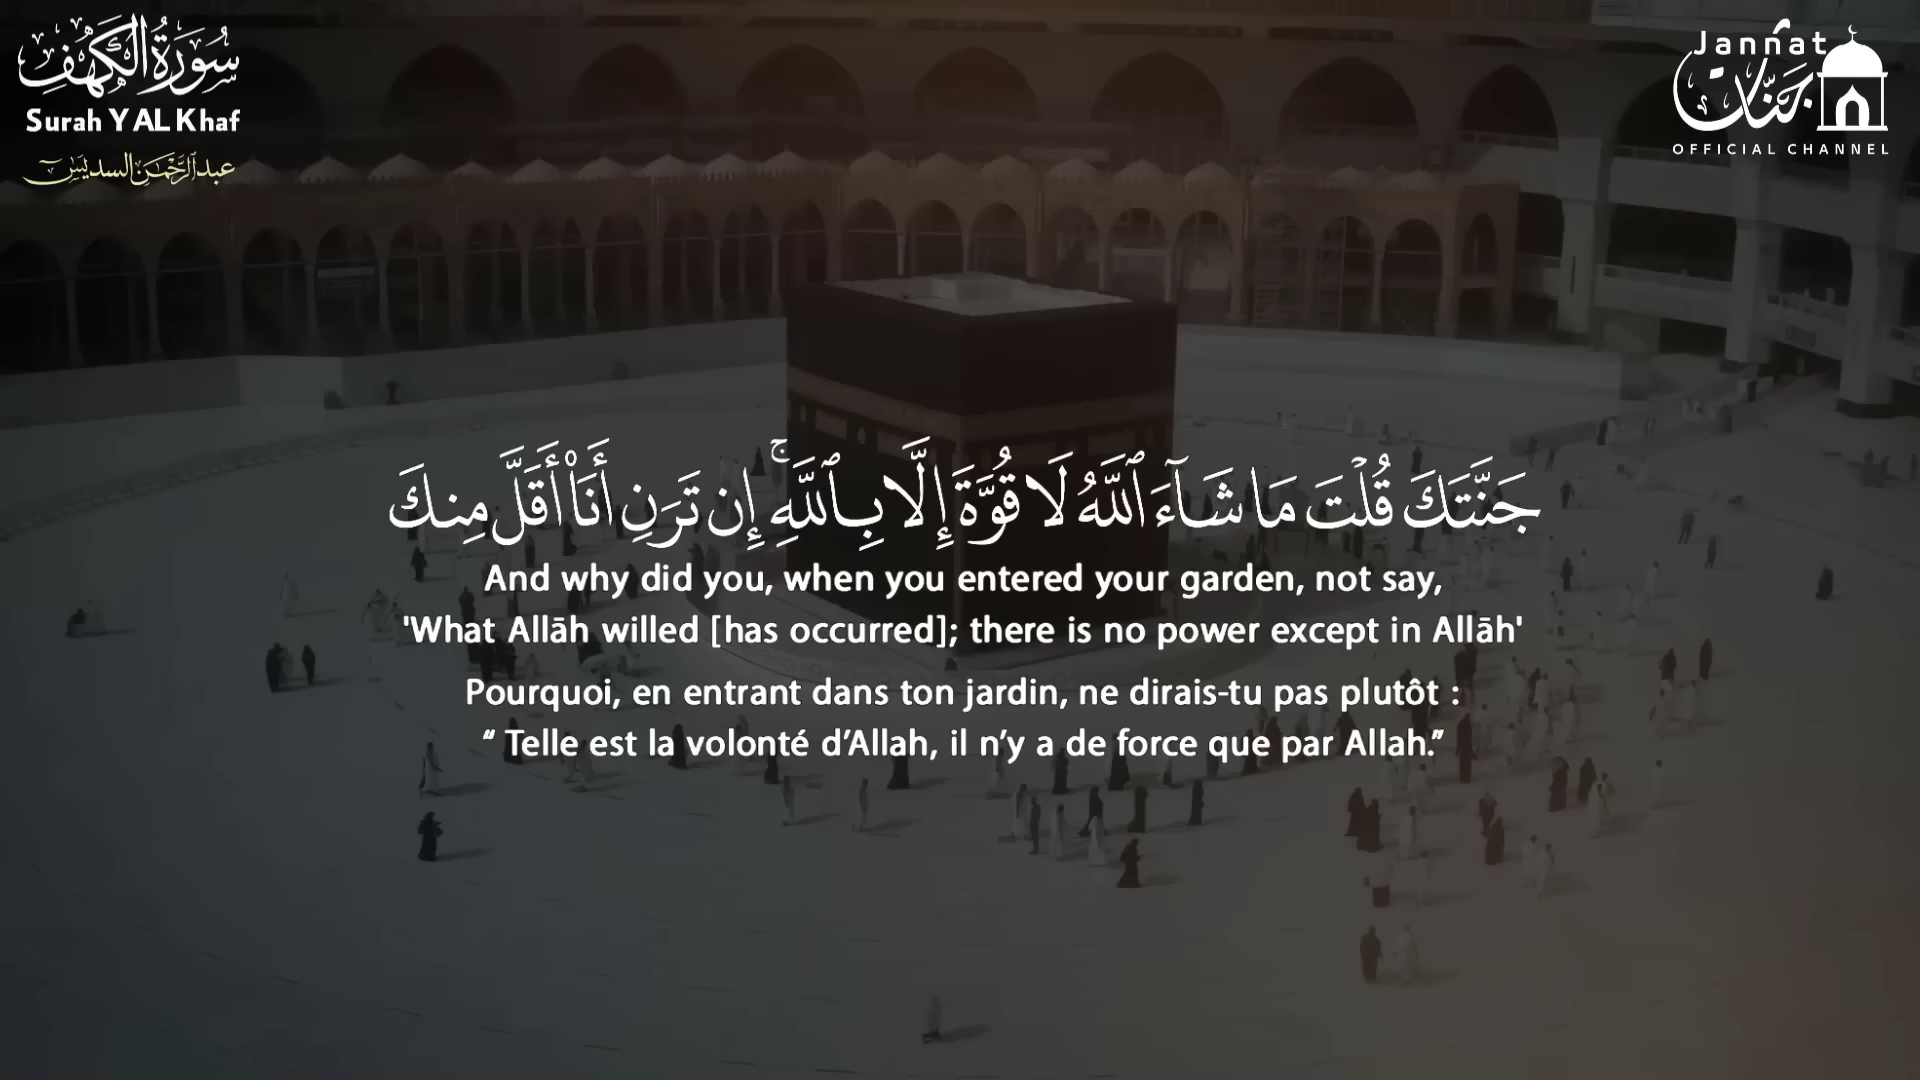 سُورَةُ الكَهْفِ
Surah YAL Khaf
عبدالرحمن السديس
Jannat
جنات
OFFICIAL CHANNEL
جَنَّتَكَ قُلْتَ مَا شَآءَ ٱللَّهُ لَا قُوَّةَ إِلَّا بِٱللَّهِۚ إِن تَرَنِ أَنَا۠ أَقَلَّ مِنكَ
And why did you, when you entered your garden, not say,
'What Allāh willed [has occurred]; there is no power except in Allāh'
Pourquoi, en entrant dans ton jardin, ne dirais-tu pas plutôt :
“ Telle est la volonté d’Allah, il n’y a de force que par Allah.”